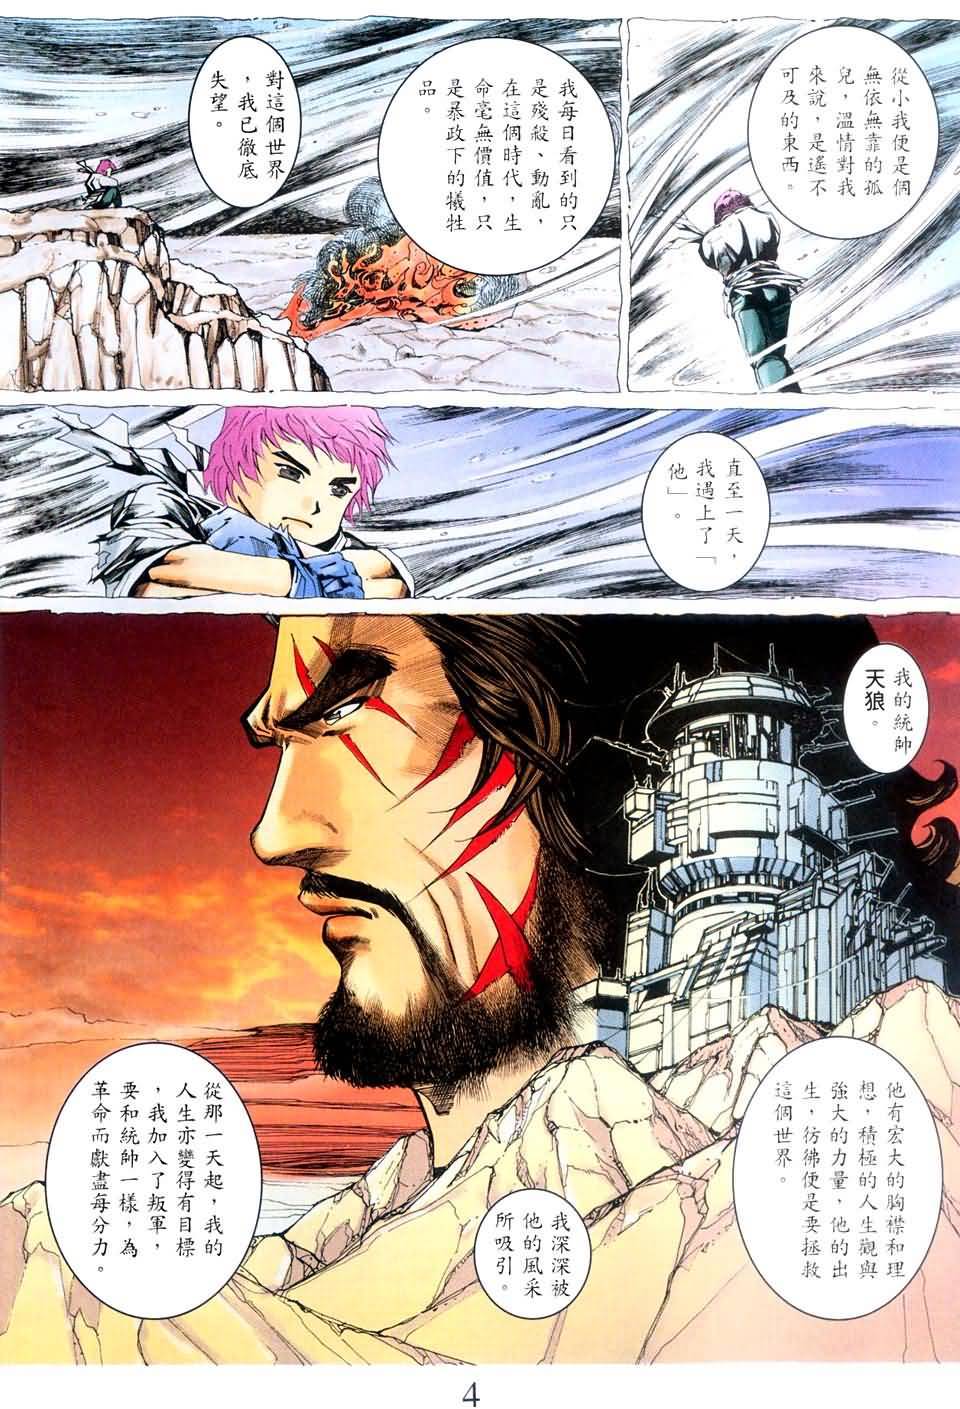 從小我便是個
無依無靠的孤
兒，溫情對我
來說，是遙不
可及的東西。
我每日看到的只
是殘殺、動亂，
在這個時代，生
命毫無價值，只
是暴政下的犧牲
品。
對這個世界
，我已徹底
失望。
直至一天，
我遇上了「
他』。
我的統帥
天狼。
他有宏大的胸襟和理
想，積極的人生觀與
強大的力量，他的出
生，彷彿便是要拯救
這個世界。
我深深被
他的風采
所吸引。
從那一天起，我的
人生亦變得有目標
，我加入了叛軍，
要和統帥一樣，為
革命而獻盡每分力。
4